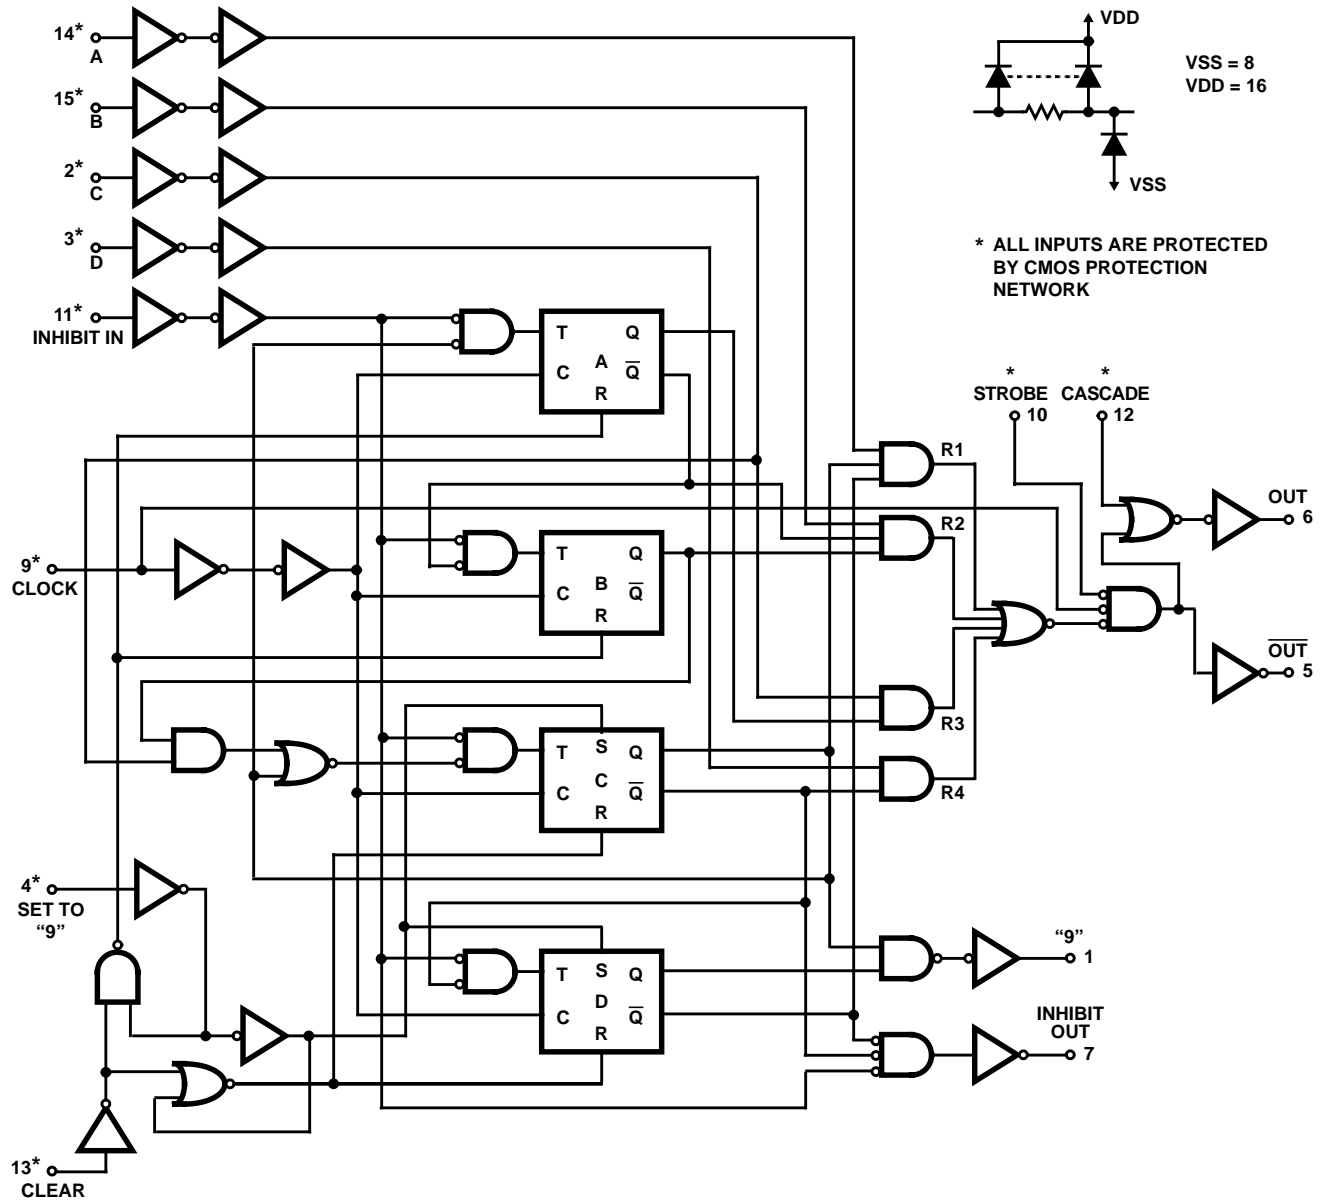 14*
A
15*
B
2*
C
3*
D
11*
INHIBIT IN
VDD
VSS = 8
VDD = 16
VSS
* ALL INPUTS ARE PROTECTED
BY CMOS PROTECTION
NETWORK
T Q
A
C Q̅
R
*
STROBE
10
*
CASCADE
12
R1
R2
OUT
6
9*
CLOCK
T Q
B
C Q̅
R
O̅U̅T̅
5
R3
R4
T S Q
C
C Q̅
R
4*
SET TO
“9”
T S Q
D
C Q̅
R
“9”
1
INHIBIT
OUT
7
13*
CLEAR